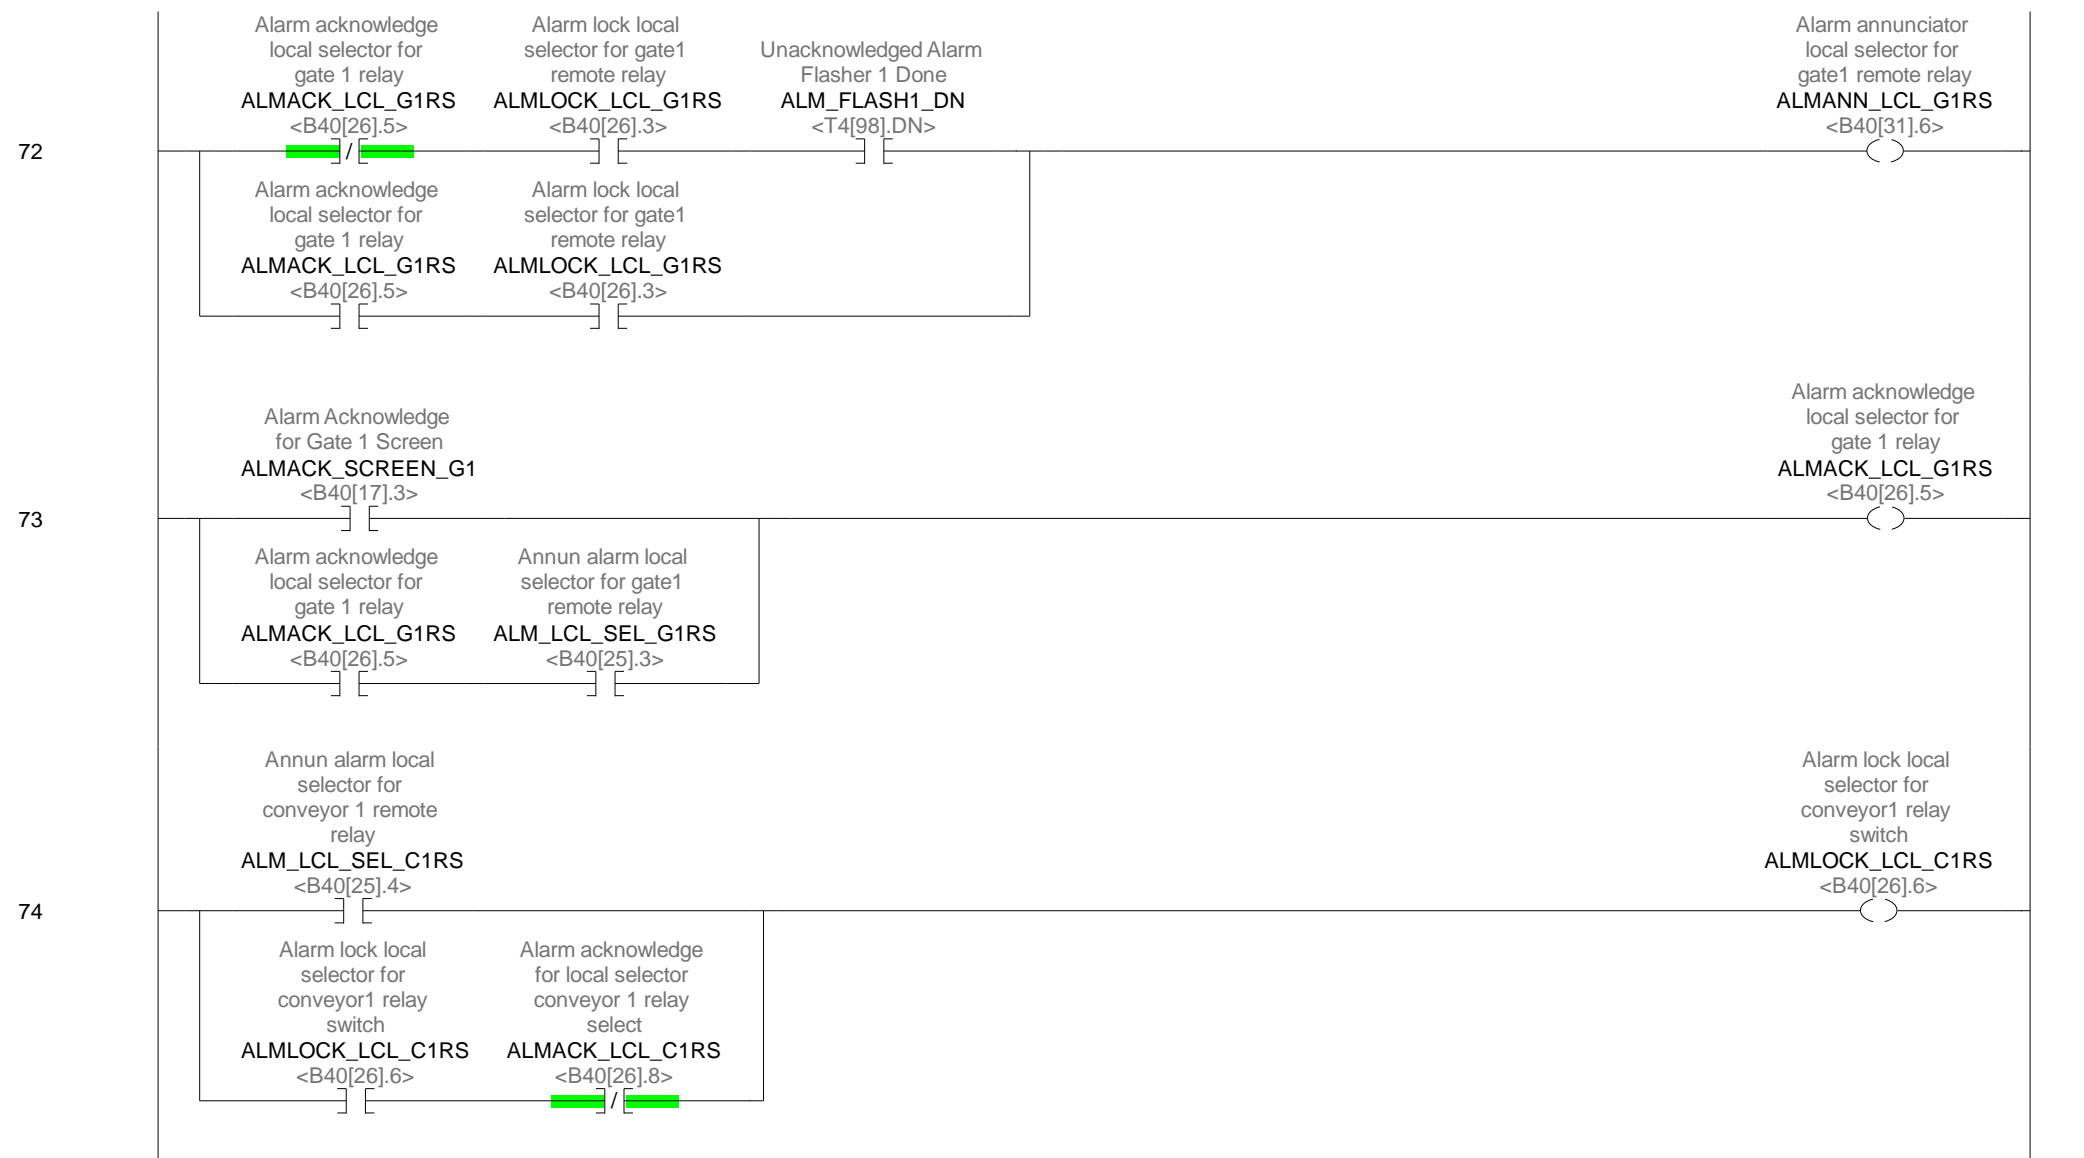 Alarm acknowledge
local selector for
gate 1 relay
ALMACK_LCL_G1RS
<B40[26].5>
Alarm lock local
selector for gate1
remote relay
ALMLOCK_LCL_G1RS
<B40[26].3>
Unacknowledged Alarm
Flasher 1 Done
ALM_FLASH1_DN
<T4[98].DN>
Alarm annunciator
local selector for
gate1 remote relay
ALMANN_LCL_G1RS
<B40[31].6>
72
/
Alarm acknowledge
local selector for
gate 1 relay
ALMACK_LCL_G1RS
<B40[26].5>
Alarm lock local
selector for gate1
remote relay
ALMLOCK_LCL_G1RS
<B40[26].3>
Alarm Acknowledge
for Gate 1 Screen
ALMACK_SCREEN_G1
<B40[17].3>
Alarm acknowledge
local selector for
gate 1 relay
ALMACK_LCL_G1RS
<B40[26].5>
73
Alarm acknowledge
local selector for
gate 1 relay
ALMACK_LCL_G1RS
<B40[26].5>
Annun alarm local
selector for gate1
remote relay
ALM_LCL_SEL_G1RS
<B40[25].3>
Annun alarm local
selector for
conveyor 1 remote
relay
ALM_LCL_SEL_C1RS
<B40[25].4>
Alarm lock local
selector for
conveyor1 relay
switch
ALMLOCK_LCL_C1RS
<B40[26].6>
74
Alarm lock local
selector for
conveyor1 relay
switch
ALMLOCK_LCL_C1RS
<B40[26].6>
Alarm acknowledge
for local selector
conveyor 1 relay
select
ALMACK_LCL_C1RS
<B40[26].8>
/